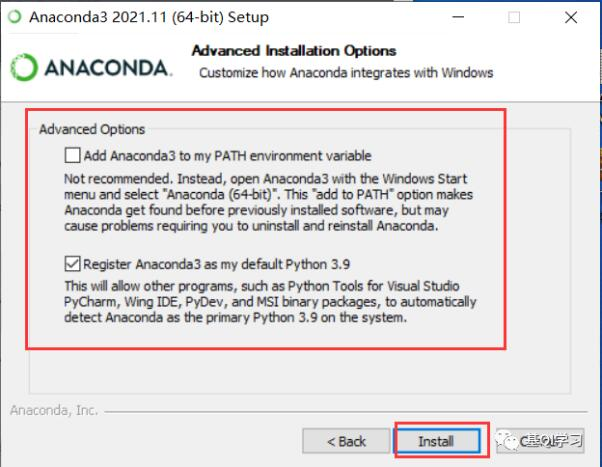 Anaconda3 2021.11 (64-bit) Setup
Advanced Installation Options
ANACONDA.
Customize how Anaconda integrates with Windows
Advanced Options
Add Anaconda3 to my PATH environment variable
Not recommended. Instead, open Anaconda3 with the Windows Start
menu and select "Anaconda (64-bit)". This "add to PATH" option makes
Anaconda get found before previously installed software, but may
cause problems requiring you to uninstall and reinstall Anaconda.
Register Anaconda3 as my default Python 3.9
This will allow other programs, such as Python Tools for Visual Studio
PyCharm, Wing IDE, PyDev, and MSI binary packages, to automatically
detect Anaconda as the primary Python 3.9 on the system.
Anaconda, Inc.
< Back
Install
学习